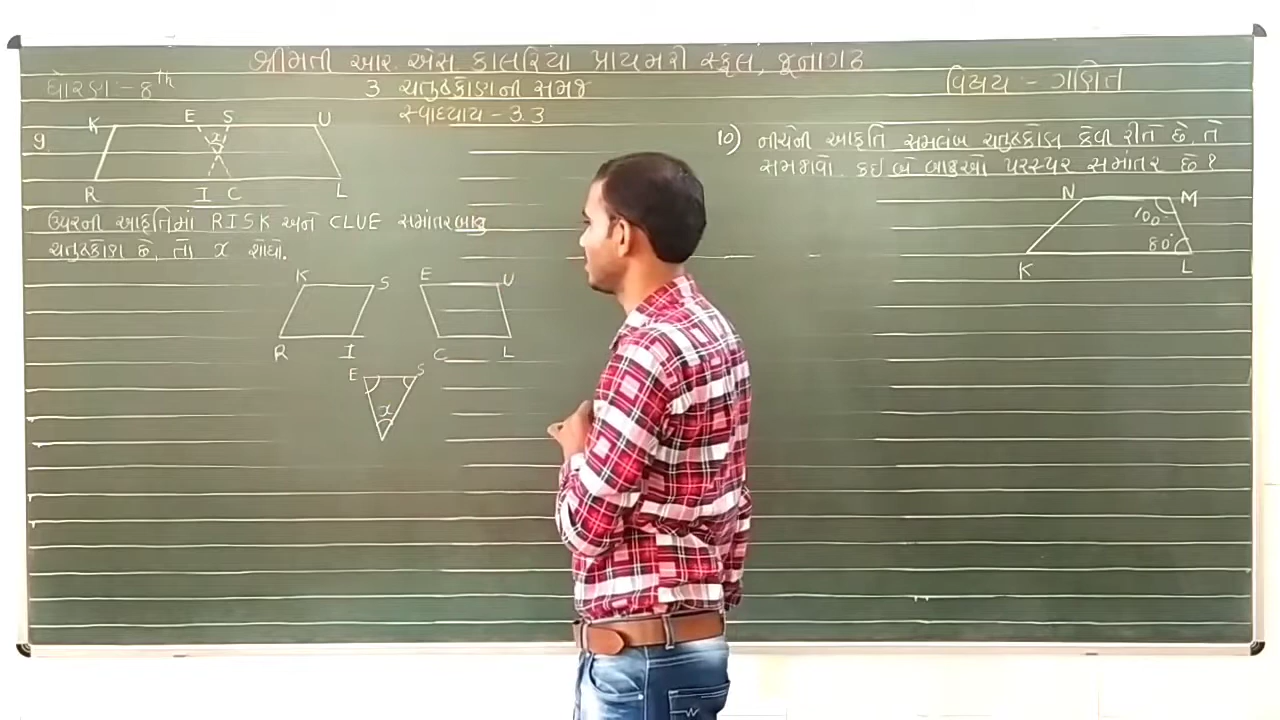 શ્રીમતી આર. એસ. કાલરિયા પ્રાયમરી સ્કૂલ, જૂનાગઢ
ધોરણ :- 8th
3 ચતુષ્કોણની સમજ
વિષય :- ગણિત
સ્વાધ્યાય - 3.3
9.
K E S U
x
R I C L
ઉપરની આકૃતિમાં RISK અને CLUE સમાંતરબાજુ
ચતુષ્કોણ છે, તો x શોધો.
K S E U
R I C L
E S
x
10) નીચેની આકૃતિ સમલંબ ચતુષ્કોણ કેવી રીતે છે, તે
સમજાવો. કઈ બે બાજુઓ પરસ્પર સમાંતર છે?
N M
100°
80°
K L